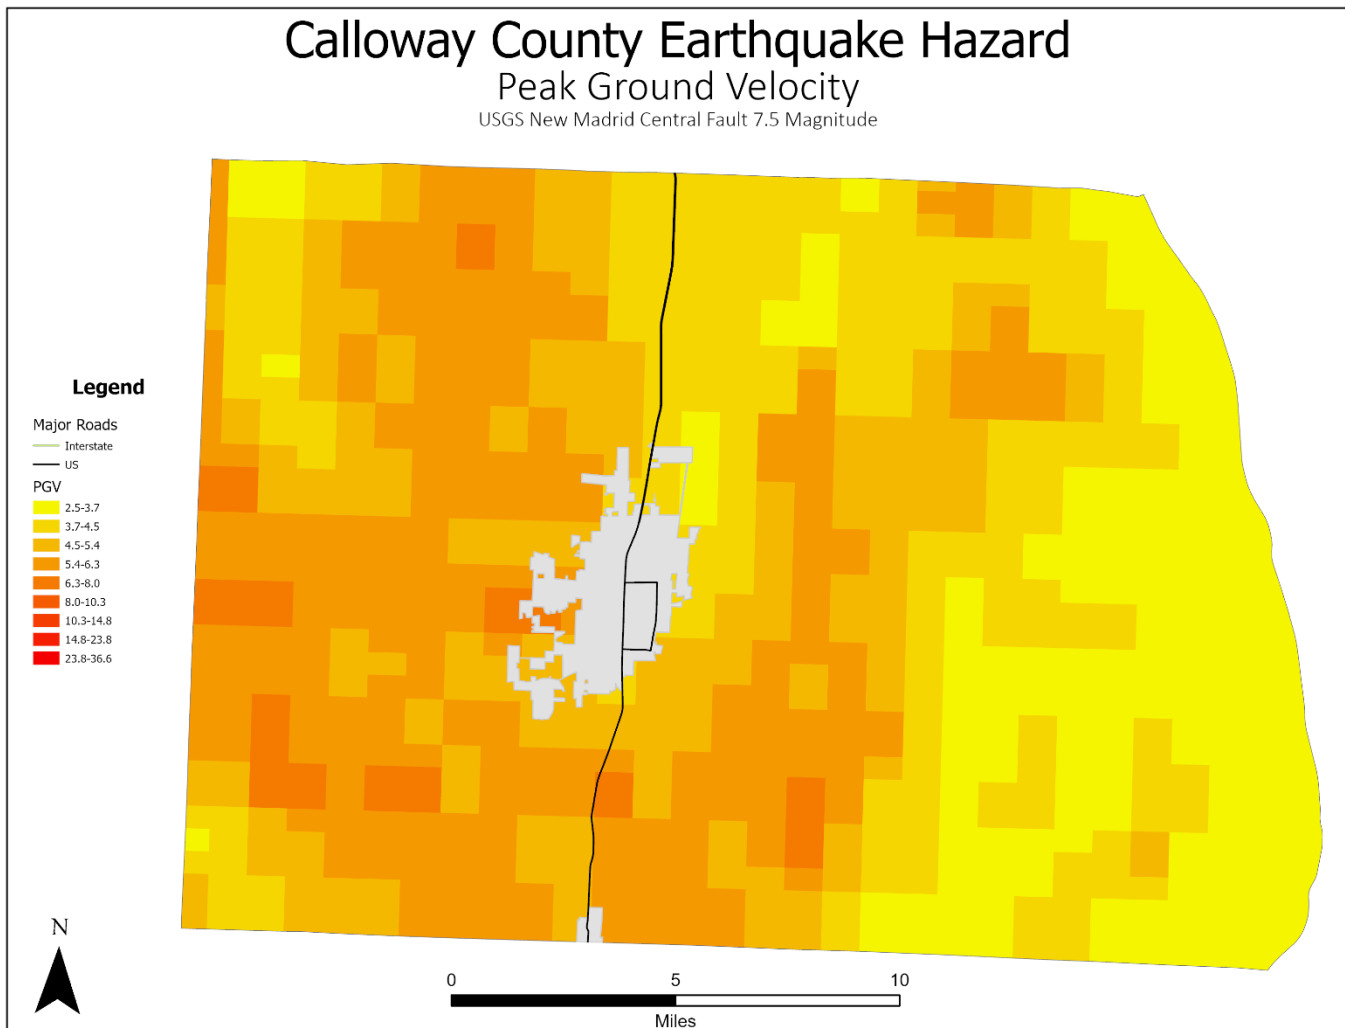 Calloway County Earthquake Hazard
Peak Ground Velocity
USGS New Madrid Central Fault 7.5 Magnitude
Legend
Major Roads
Interstate
US
PGV
2.5-3.7
3.7-4.5
4.5-5.4
5.4-6.3
6.3-8.0
8.0-10.3
10.3-14.8
14.8-23.8
23.8-36.6
N
0 5 10
Miles